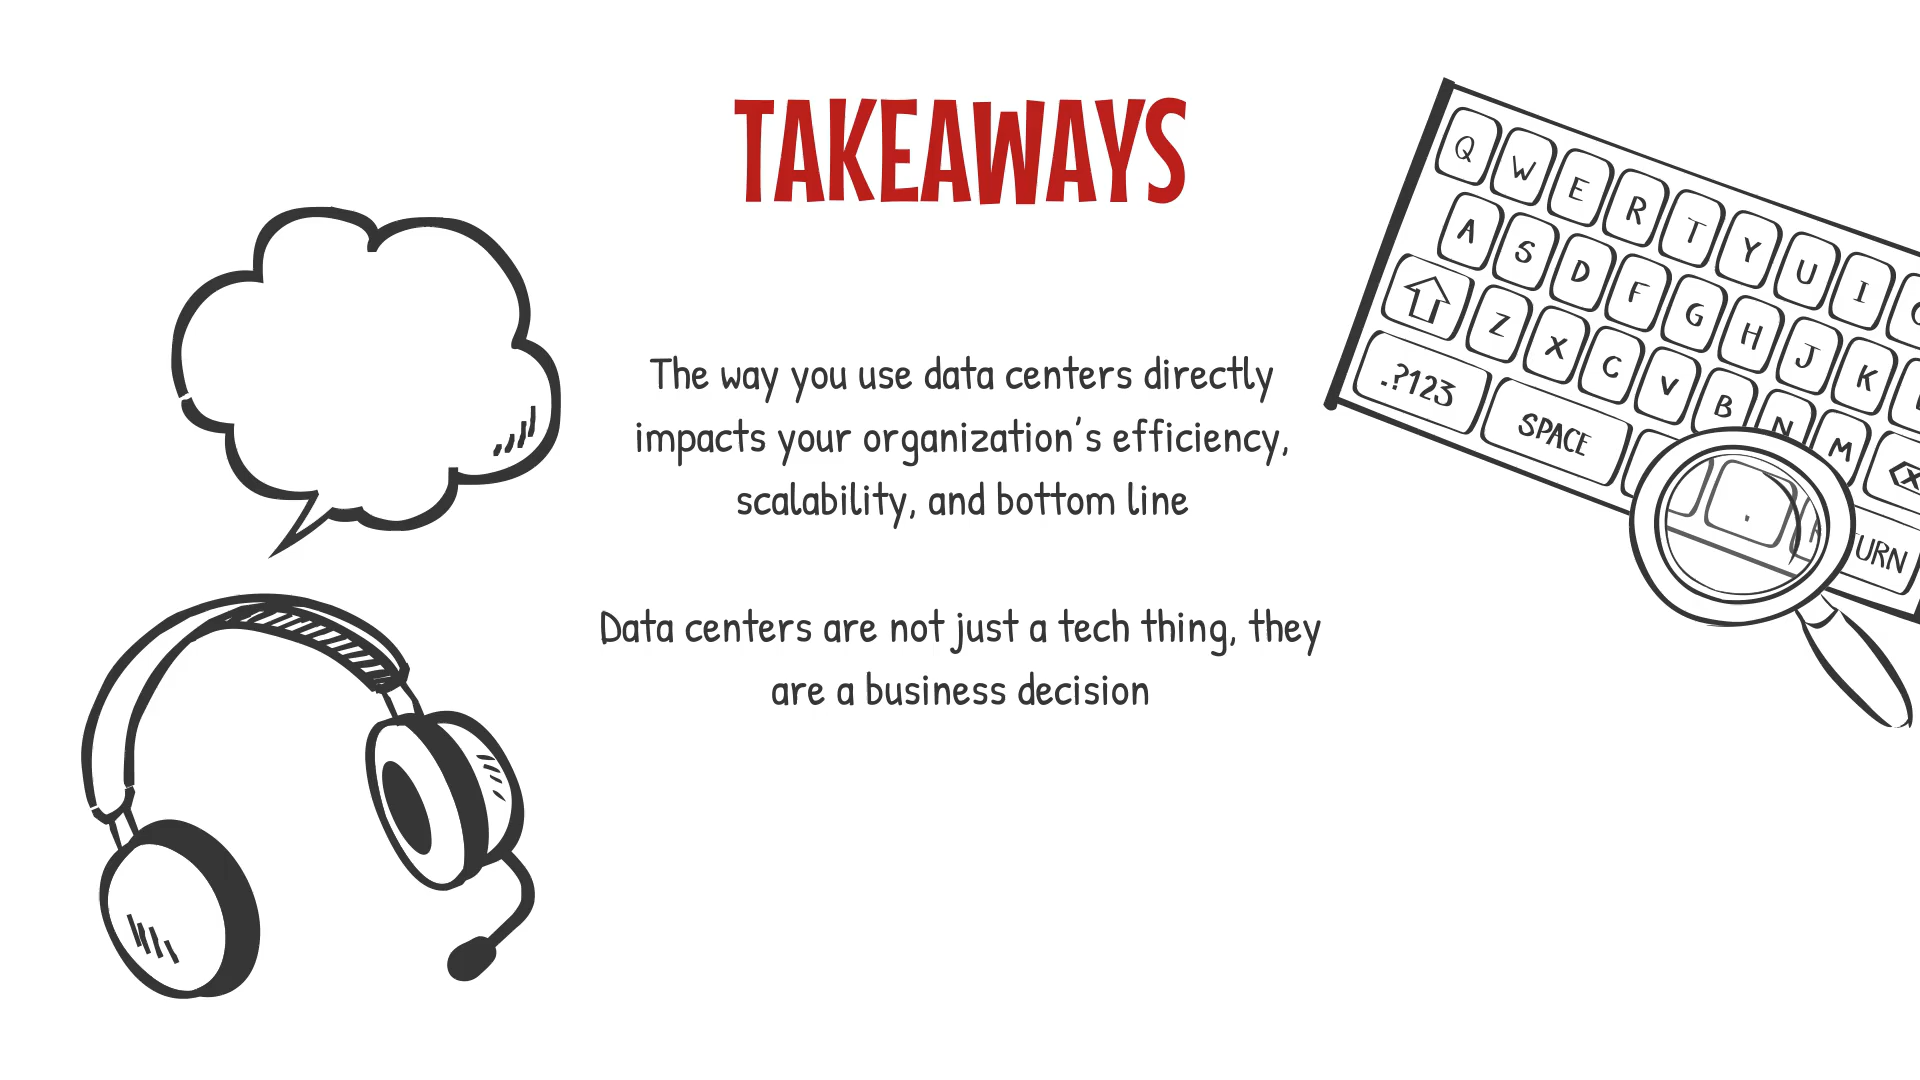 TAKEAWAYS
The way you use data centers directly
impacts your organization's efficiency,
scalability, and bottom line
Data centers are not just a tech thing, they
are a business decision
Q W E R T Y U I
A S D F G H J K
Z X C V B N M
.?123 SPACE . TURN